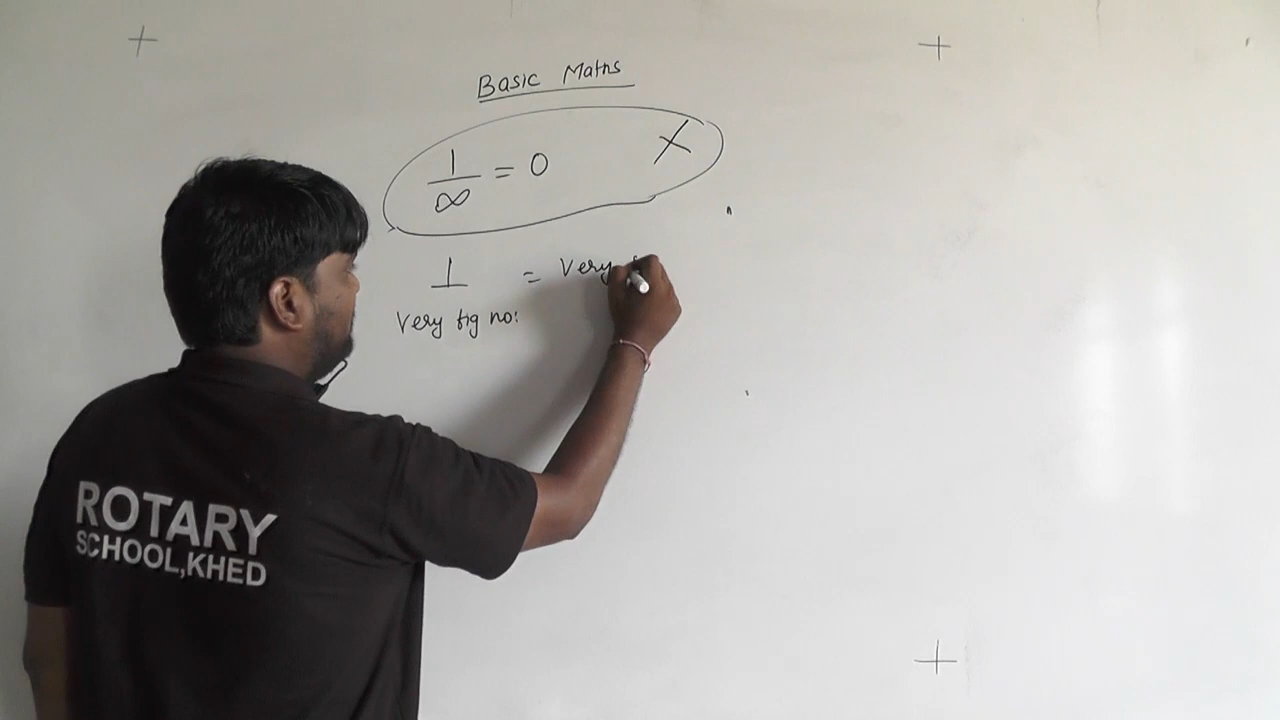 Basic Maths
1/∞ = 0 X
1 = Very
Very big no:
ROTARY
SCHOOL,KHED